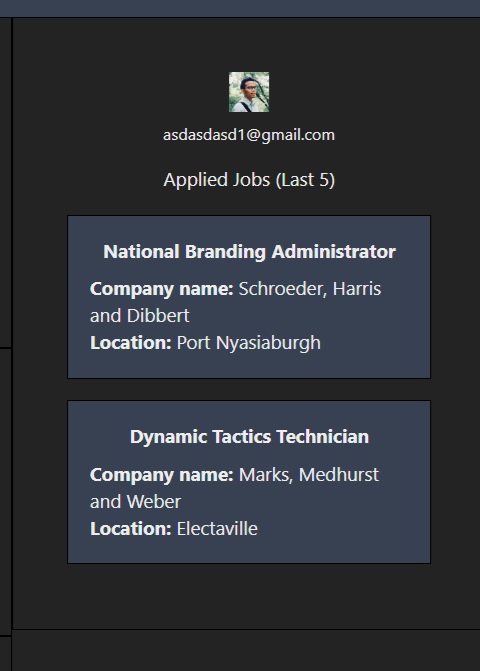 asdasdasd1@gmail.com
Applied Jobs (Last 5)
National Branding Administrator
Company name: Schroeder, Harris
and Dibbert
Location: Port Nyasiaburgh
Dynamic Tactics Technician
Company name: Marks, Medhurst
and Weber
Location: Electaville